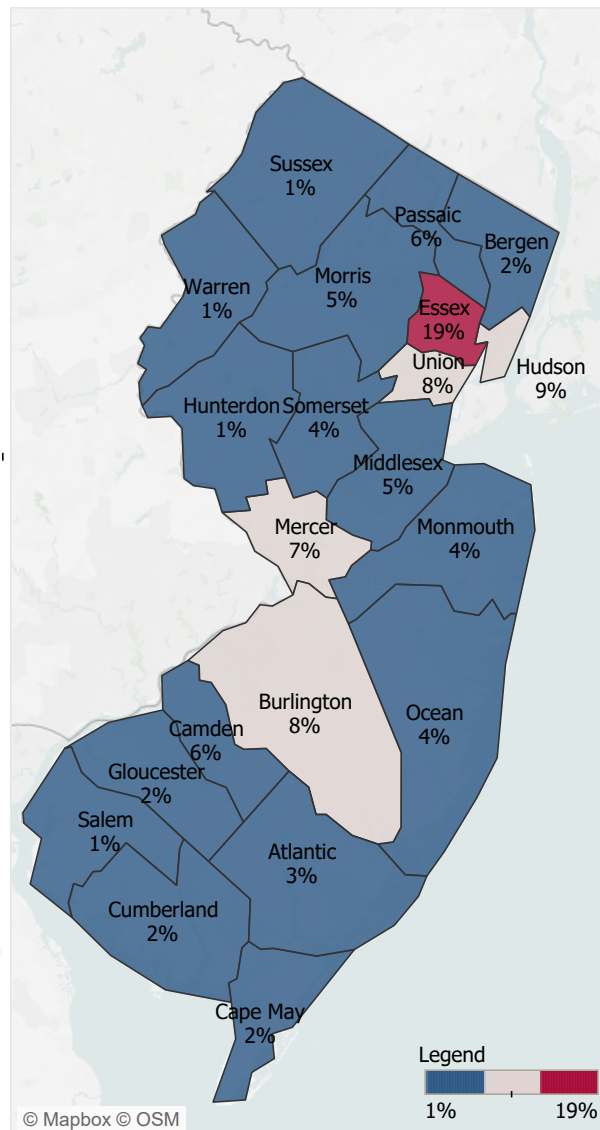 Sussex
1%
Passaic
6%
Bergen
2%
Warren
1%
Morris
5%
Essex
19%
Union
8%
Hudson
9%
Hunterdon
1%
Somerset
4%
Middlesex
5%
Mercer
7%
Monmouth
4%
Burlington
8%
Ocean
4%
Camden
6%
Gloucester
2%
Salem
1%
Atlantic
3%
Cumberland
2%
Cape May
2%
Legend
1% 19%
© Mapbox © OSM